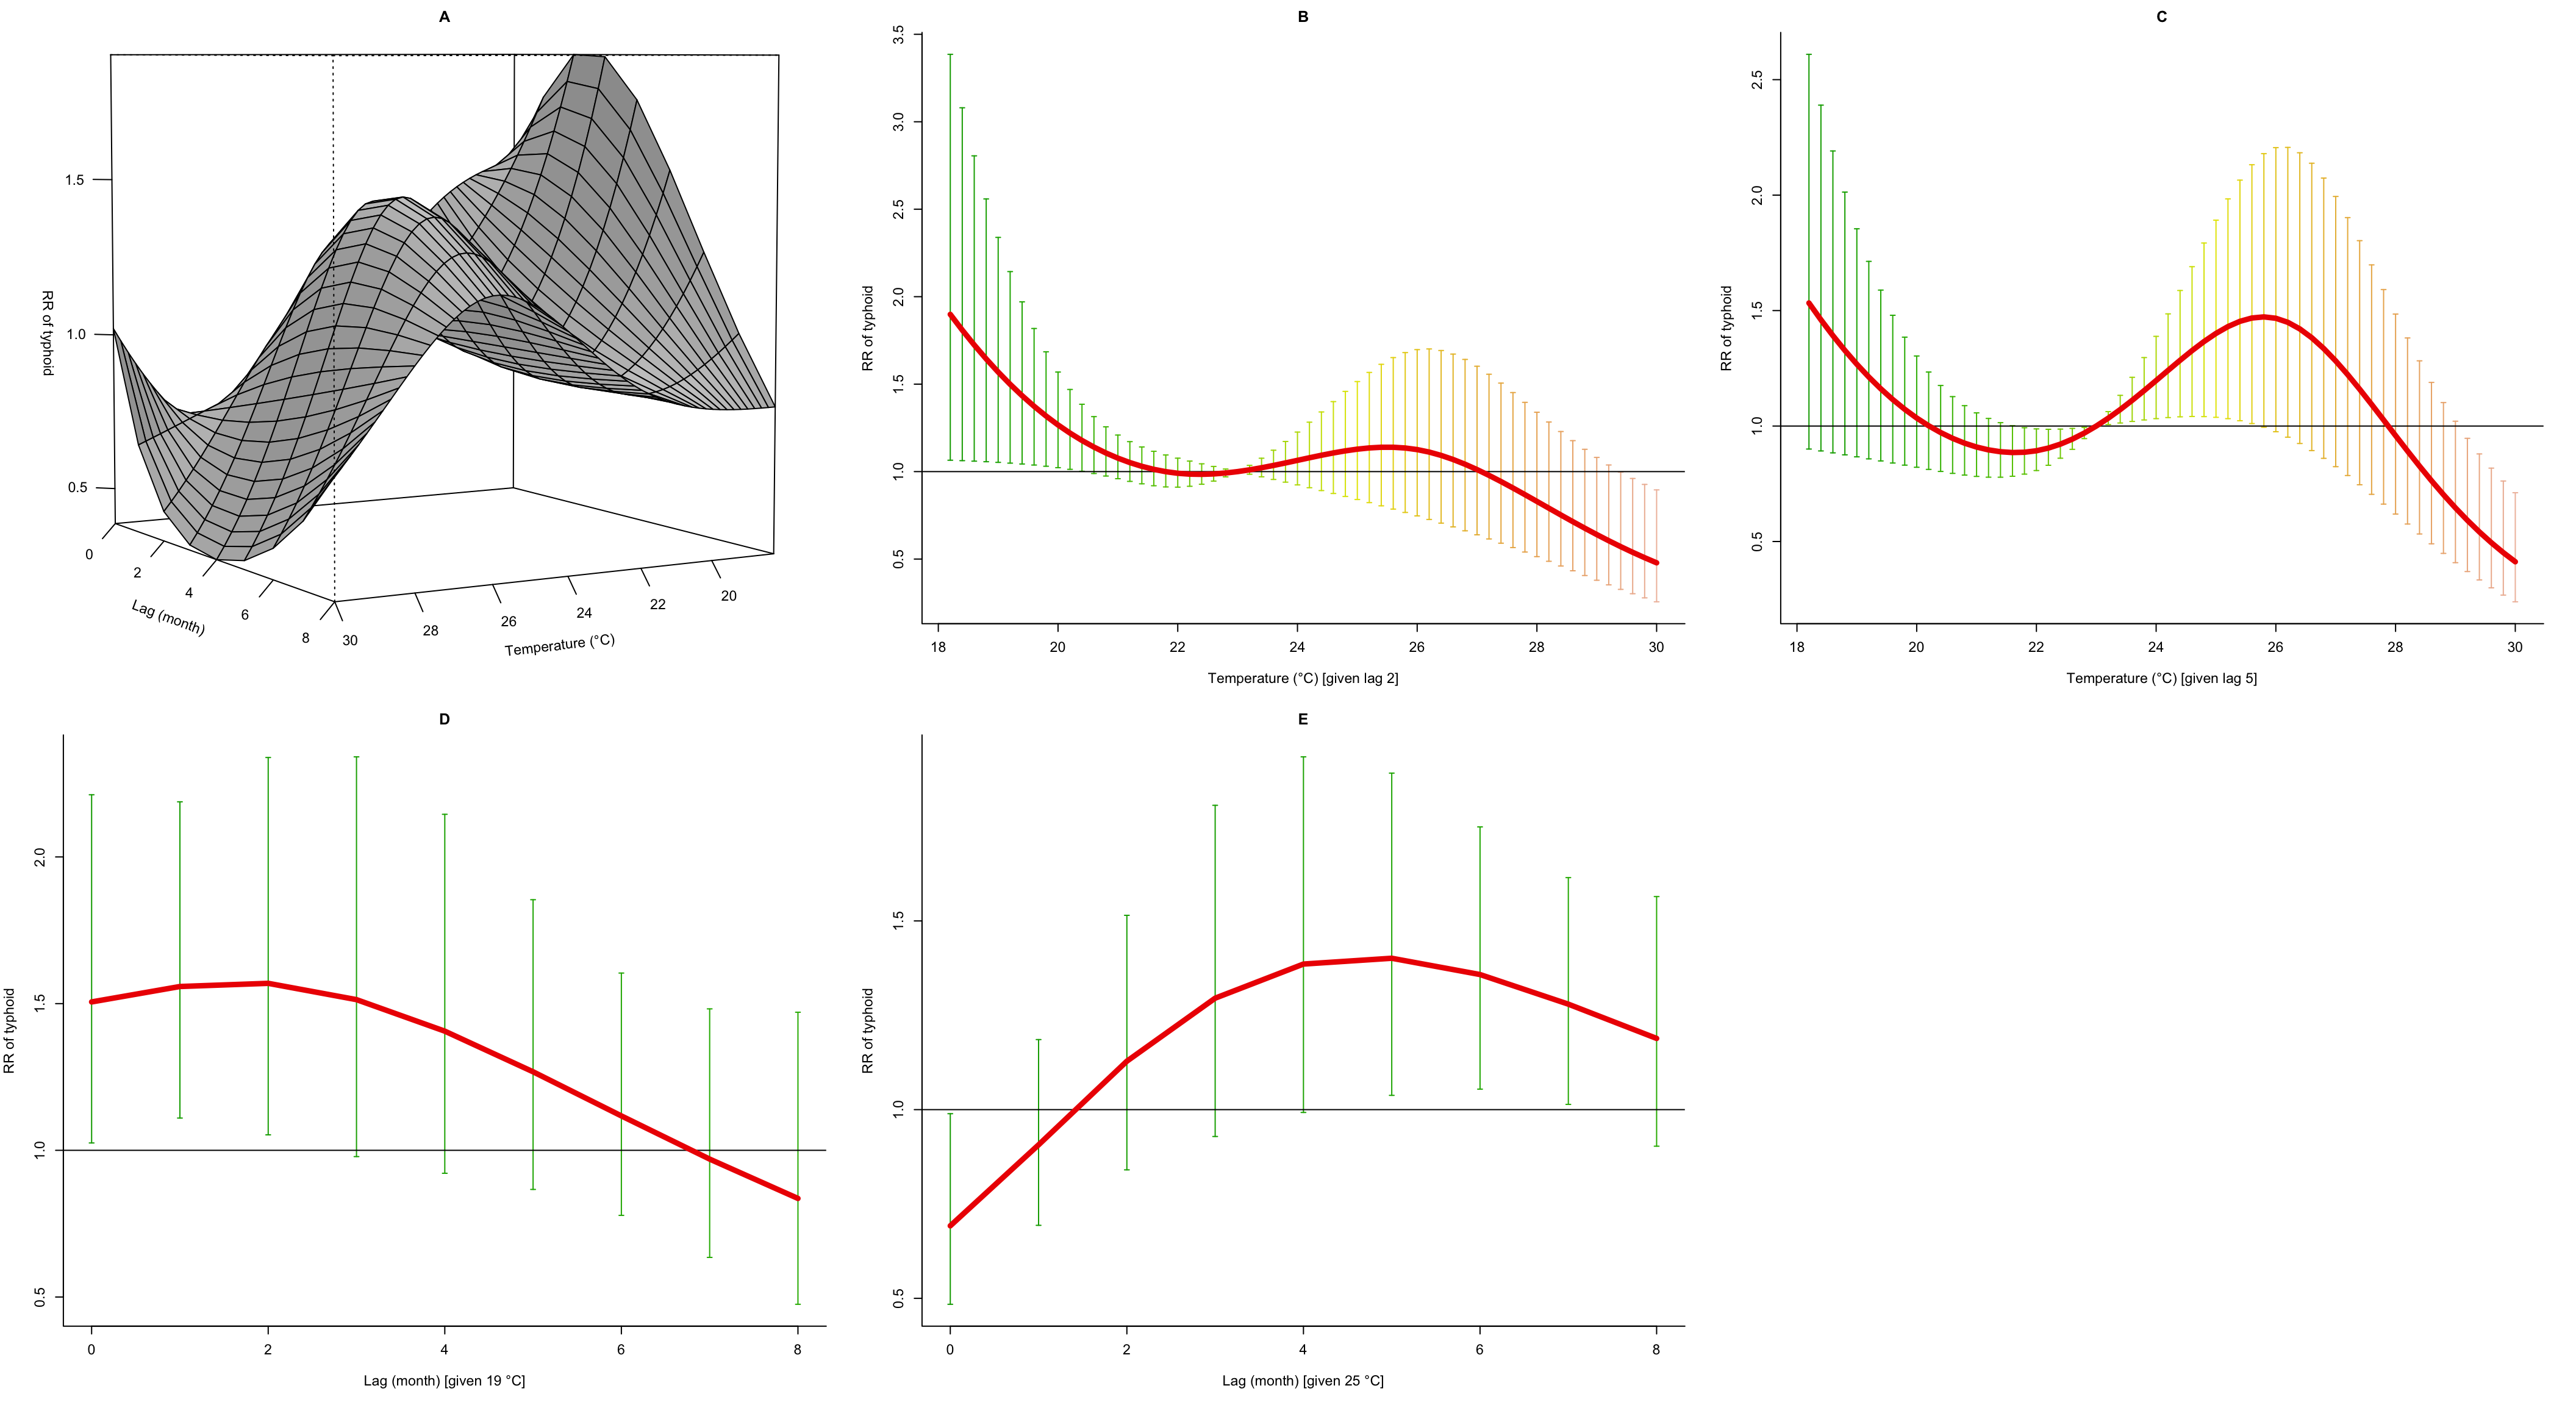 A
1.5
1.0
0.5
RR of typhoid
0
2
4
6
8
Lag (month)
30
28
26
24
22
20
Temperature (°C)
B
3.5
3.0
2.5
2.0
1.5
1.0
0.5
RR of typhoid
18 20 22 24 26 28 30
Temperature (°C) [given lag 2]
C
2.5
2.0
1.5
1.0
0.5
RR of typhoid
18 20 22 24 26 28 30
Temperature (°C) [given lag 5]
D
2.0
1.5
1.0
0.5
RR of typhoid
0 2 4 6 8
Lag (month) [given 19 °C]
E
1.5
1.0
0.5
RR of typhoid
0 2 4 6 8
Lag (month) [given 25 °C]